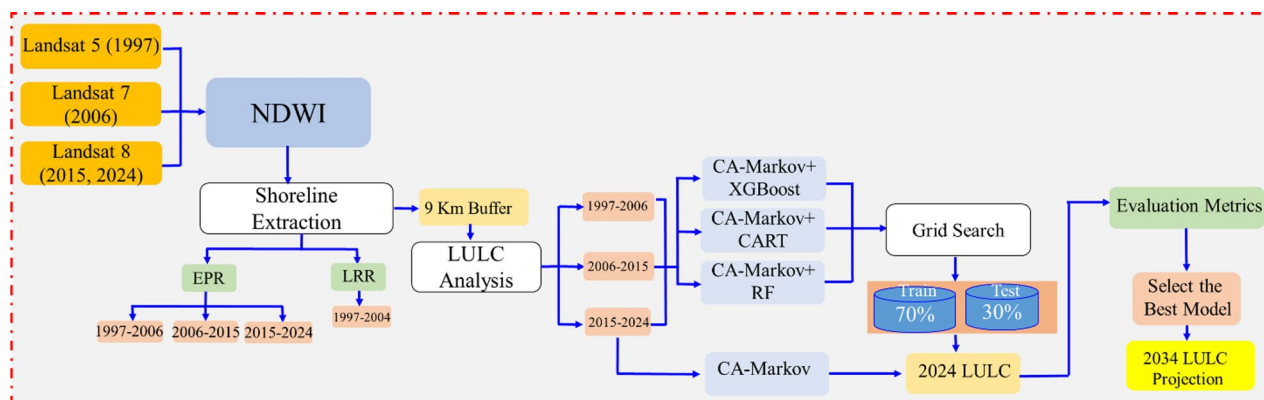 Landsat 5 (1997)
Landsat 7
(2006)
Landsat 8
(2015, 2024)
NDWI
Shoreline
Extraction
EPR
LRR
1997-2006
2006-2015
2015-2024
1997-2004
9 Km Buffer
LULC
Analysis
1997-2006
2006-2015
2015-2024
CA-Markov+
XGBoost
CA-Markov+
CART
CA-Markov+
RF
CA-Markov
Grid Search
Train
70%
Test
30%
2024 LULC
Evaluation Metrics
Select the
Best Model
2034 LULC
Projection